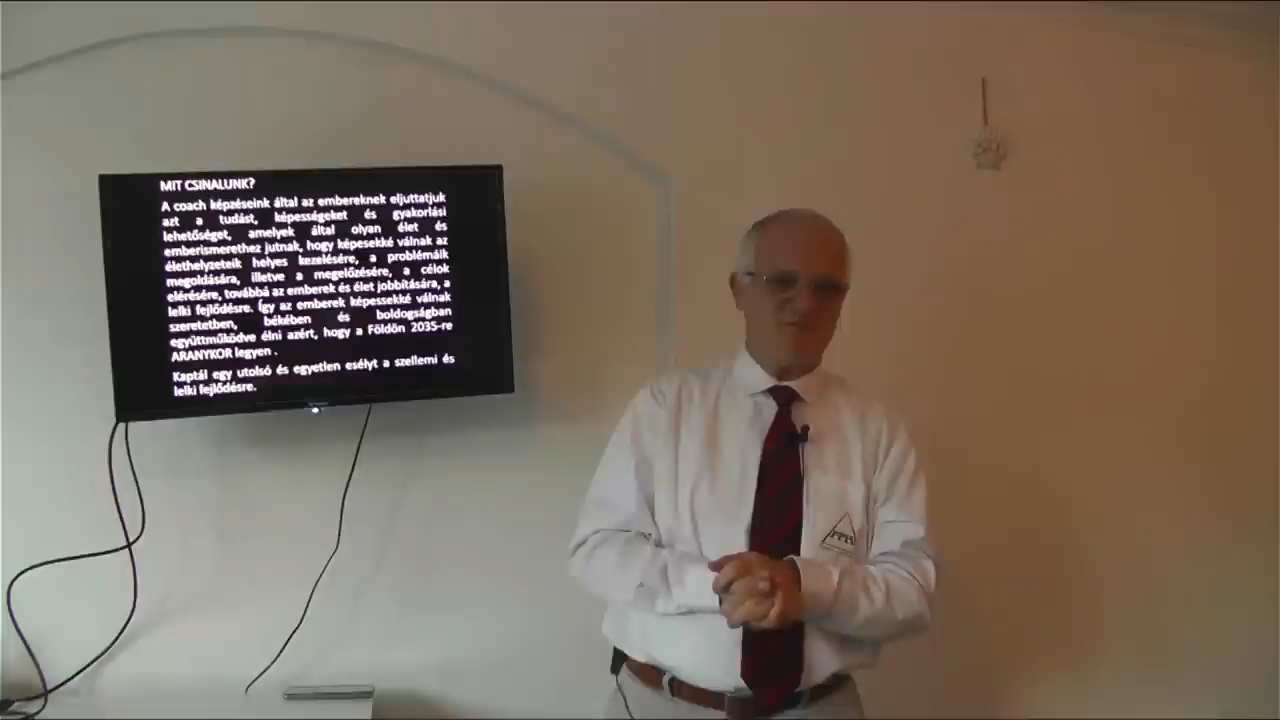 MIT CSINALUNK?
A coach képzéseink által az embereknek eljuttatjuk
azt a tudást, képességeket és gyakorlási
lehetőséget, amelyek által olyan élet és
emberismerethez jutnak, hogy képesekké válnak az
élethelyzeteik helyes kezelésére, a problémáik
megoldására, illetve a megelőzésére, a célok
elérésére, továbbá az emberek és élet jobbítására, a
lelki fejlődésre. Így az emberek képessekké válnak
szeretetben, békében és boldogságban
együttműködve élni azért, hogy a Földön 2035-re
ARANYKOR legyen .
Kaptál egy utolsó és egyetlen esélyt a szellemi és
lelki fejlődésre.